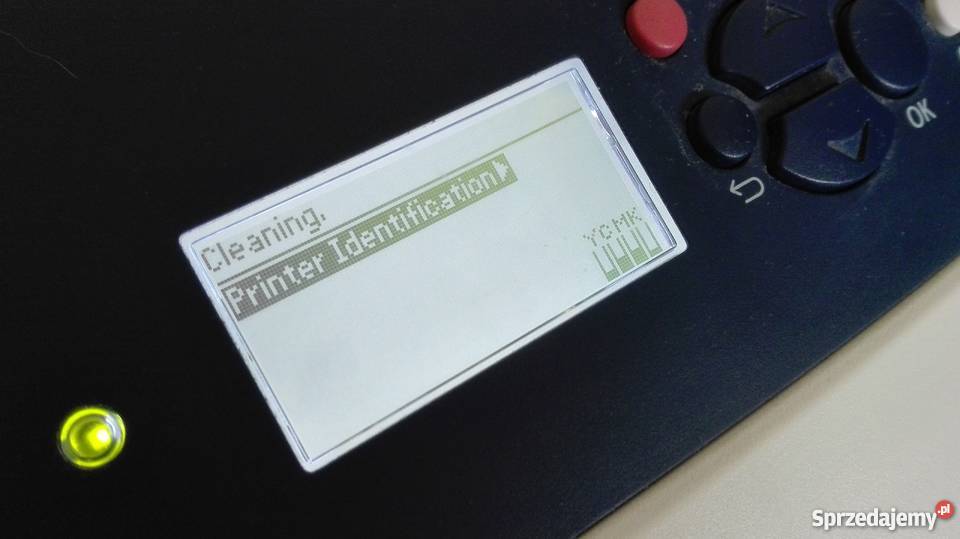 Cleaning.
Printer Identification
YCMK
OK
Sprzedajemy.pl